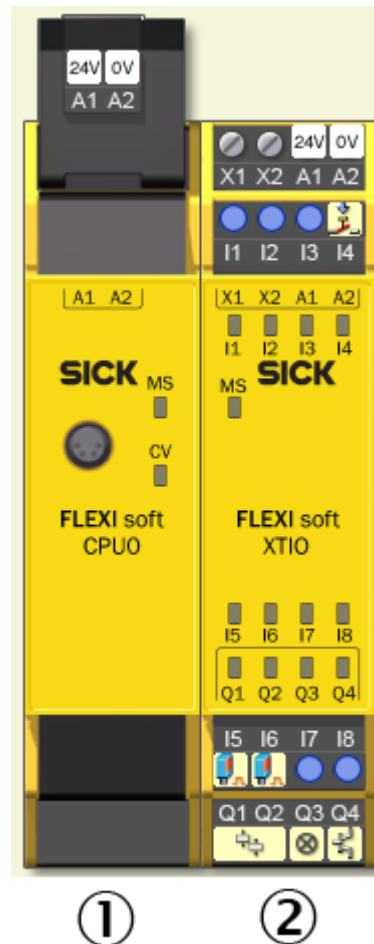 24V 0V
A1 A2
24V 0V
X1 X2 A1 A2
I1 I2 I3 I4
A1 A2
X1 X2 A1 A2
I1 I2 I3 I4
SICK MS
MS SICK
CV
FLEXI soft
CPU0
FLEXI soft
XTIO
I5 I6 I7 I8
Q1 Q2 Q3 Q4
I5 I6 I7 I8
Q1 Q2 Q3 Q4
① ②